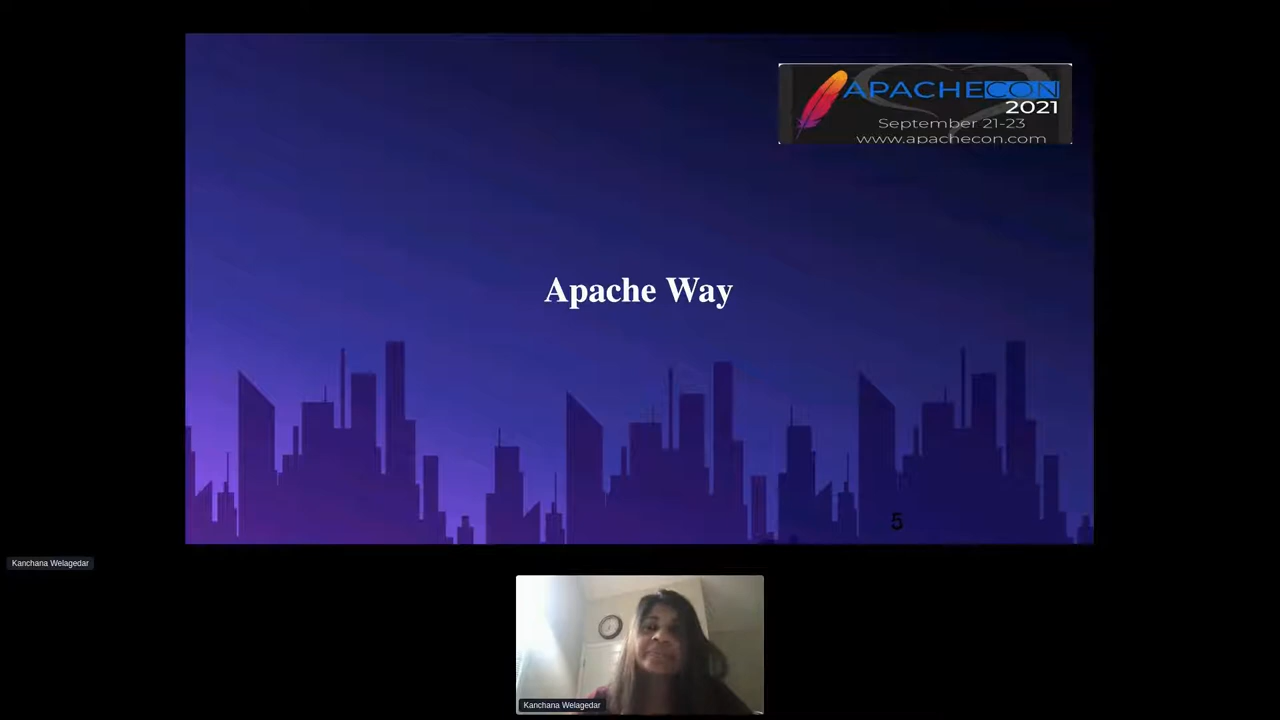 APACHECON
2021
September 21-23
www.apachecon.com
Apache Way
5
Kanchana Welagedar
Kanchana Welagedar